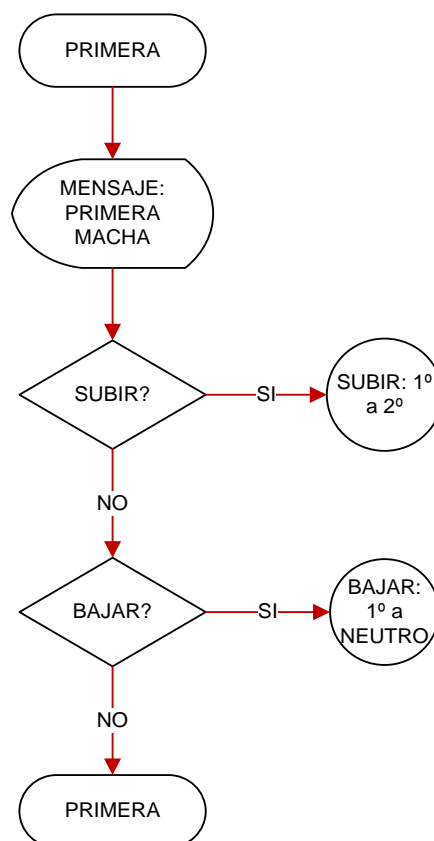 PRIMERA
MENSAJE:
PRIMERA
MACHA
SUBIR?
SI
SUBIR: 1º
a 2º
NO
BAJAR?
SI
BAJAR:
1º a
NEUTRO
NO
PRIMERA